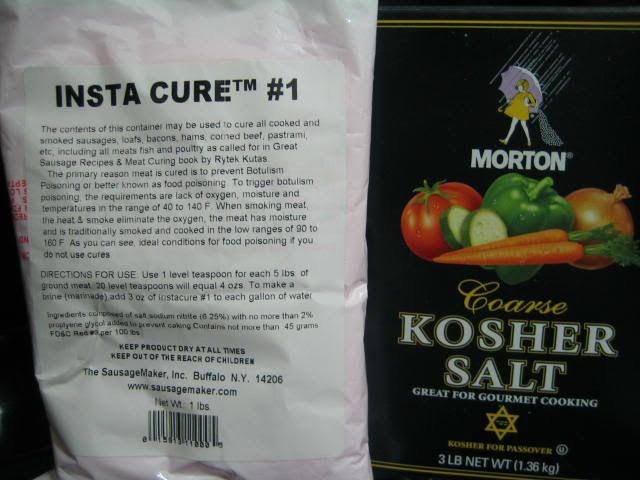 INSTA CURE™ #1
The contents of this container may be used to cure all cooked and
smoked sausages, loafs, bacons, hams, corned beef, pastrami,
etc, including all meats fish and poultry as called for in Great
Sausage Recipes & Meat Curing book by Rytek Kutas.
The primary reason meat is cured is to prevent Botulism
Poisoning or better known as food poisoning. To trigger botulism
poisoning, the requirements are lack of oxygen, moisture and
temperatures in the range of 40 to 140 F. When smoking meat,
the heat & smoke eliminate the oxygen, the meat has moisture
and is traditionally smoked and cooked in the low ranges of 90 to
160 F. As you can see, ideal conditions for food poisoning if you
do not use cures.
DIRECTIONS FOR USE: Use 1 level teaspoon for each 5 lbs. of
ground meat. 20 level teaspoons will equal 4 ozs. To make a
brine (marinade) add 3 oz of Instacure #1 to each gallon of water
Ingredients composed of salt,sodium nitrite (6.25%) with no more than 2%
proplyene glycol added to prevent caking.Contains not more .45 grams
FD&C Red #3 per 100 lbs.
KEEP PRODUCT DRY AT ALL TIMES
KEEP OUT OF THE REACH OF CHILDREN
The SausageMaker, Inc. Buffalo N.Y. 14206
www.sausagemaker.com
Net Wt.: 1 lbs.
MORTON®
Coarse
KOSHER
SALT
GREAT FOR GOURMET COOKING
KOSHER FOR PASSOVER U
3 LB NET WT (1.36 kg)